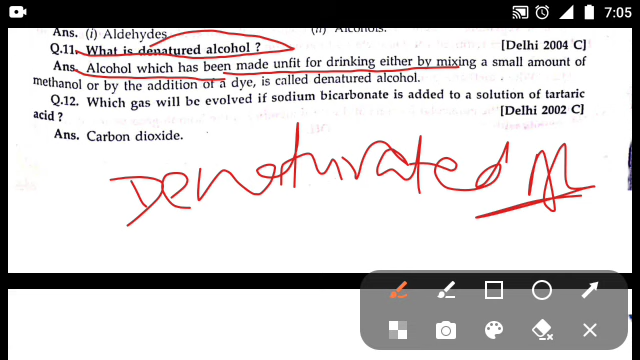 7:05
Ans. (i) Aldehydes (ii) Alcohols.
Q.11. What is denatured alcohol ? [Delhi 2004 C]
Ans. Alcohol which has been made unfit for drinking either by mixing a small amount of
methanol or by the addition of a dye, is called denatured alcohol.
Q.12. Which gas will be evolved if sodium bicarbonate is added to a solution of tartaric
acid ? [Delhi 2002 C]
Ans. Carbon dioxide.
Denaturated Al